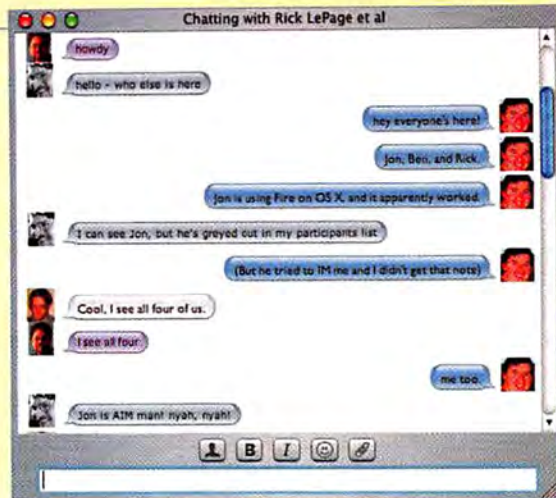 Chatting with Rick LePage et al
howdy
hello - who else is here
hey everyone's here!
Jon, Ben, and Rick.
Jon is using Fire on OS X, and it apparently worked.
I can see Jon, but he's greyed out in my participants list
(But he tried to IM me and I didn't get that note)
Cool, I see all four of us.
I see all four
me too.
Jon is AIM man! nyah, nyah!
B
I